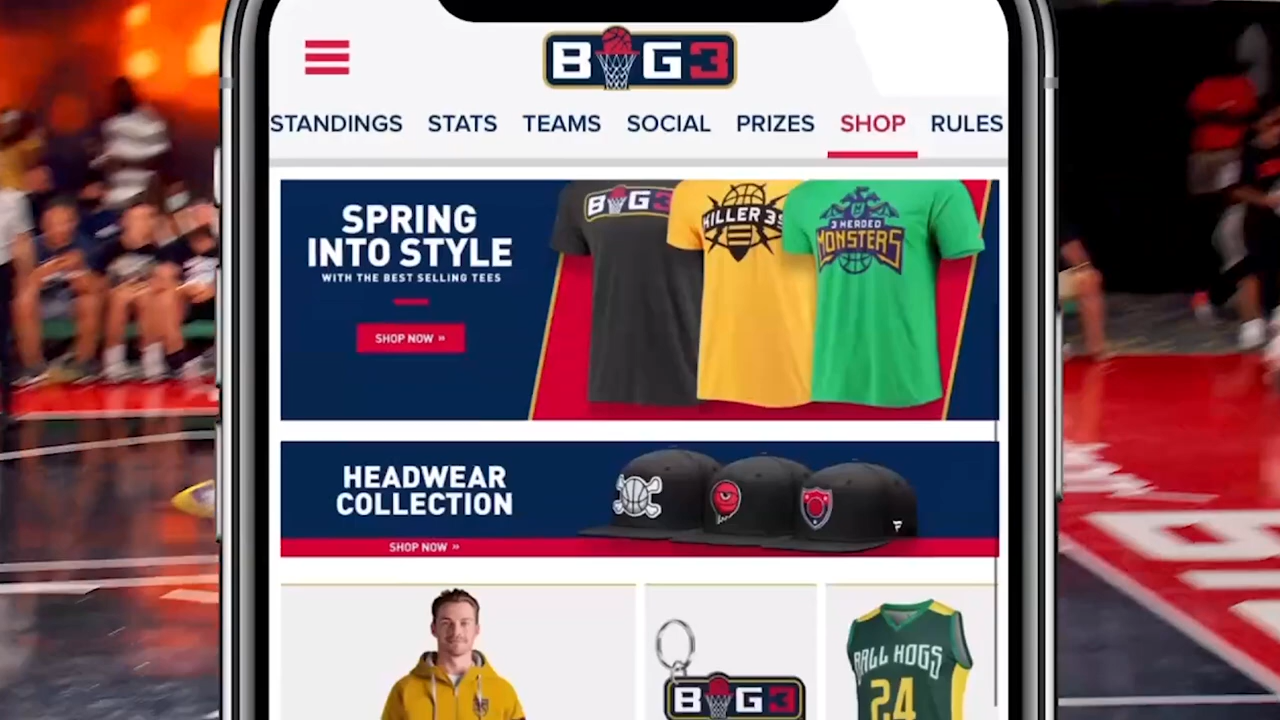 BIG3
STANDINGS STATS TEAMS SOCIAL PRIZES SHOP RULES
SPRING
INTO STYLE
WITH THE BEST SELLING TEES
SHOP NOW »
BIG3
KILLER 3S
3 HEADED
MONSTERS
HEADWEAR
COLLECTION
SHOP NOW »
BIG3
BALL HOGS
24